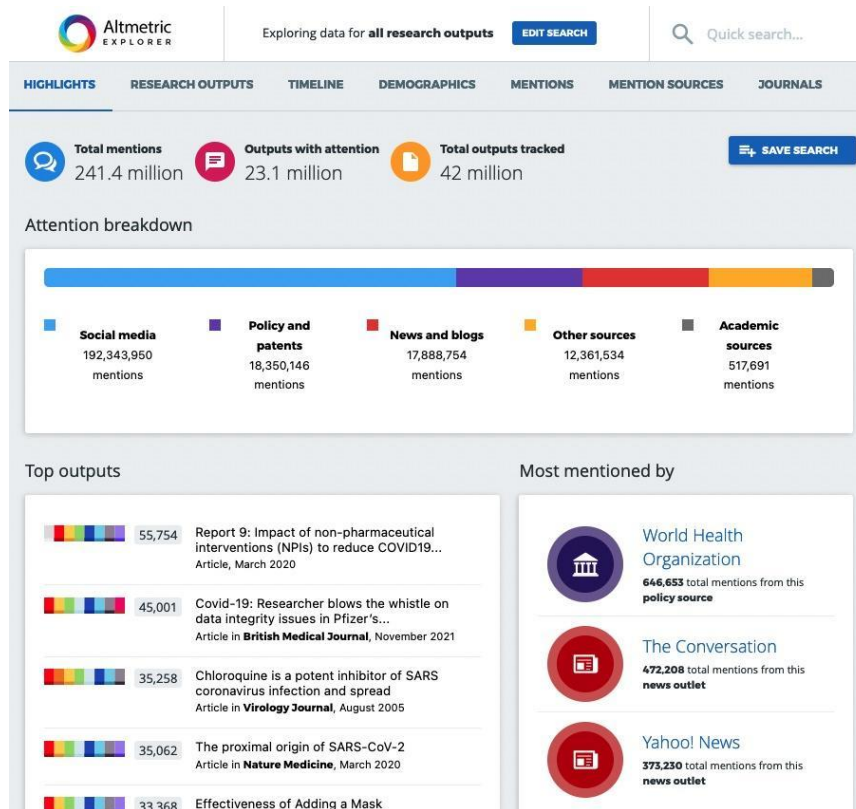 Altmetric
EXPLORER
Exploring data for all research outputs
EDIT SEARCH
Quick search...
HIGHLIGHTS
RESEARCH OUTPUTS
TIMELINE
DEMOGRAPHICS
MENTIONS
MENTION SOURCES
JOURNALS
Total mentions
241.4 million
Outputs with attention
23.1 million
Total outputs tracked
42 million
SAVE SEARCH
Attention breakdown
Social media
192,343,950
mentions
Policy and
patents
18,350,146
mentions
News and blogs
17,888,754
mentions
Other sources
12,361,534
mentions
Academic
sources
517,691
mentions
Top outputs
55,754
Report 9: Impact of non-pharmaceutical
interventions (NPIs) to reduce COVID19...
Article, March 2020
45,001
Covid-19: Researcher blows the whistle on
data integrity issues in Pfizer's...
Article in British Medical Journal, November 2021
35,258
Chloroquine is a potent inhibitor of SARS
coronavirus infection and spread
Article in Virology Journal, August 2005
35,062
The proximal origin of SARS-CoV-2
Article in Nature Medicine, March 2020
33,368
Effectiveness of Adding a Mask
Most mentioned by
World Health
Organization
646,653 total mentions from this
policy source
The Conversation
472,208 total mentions from this
news outlet
Yahoo! News
373,230 total mentions from this
news outlet